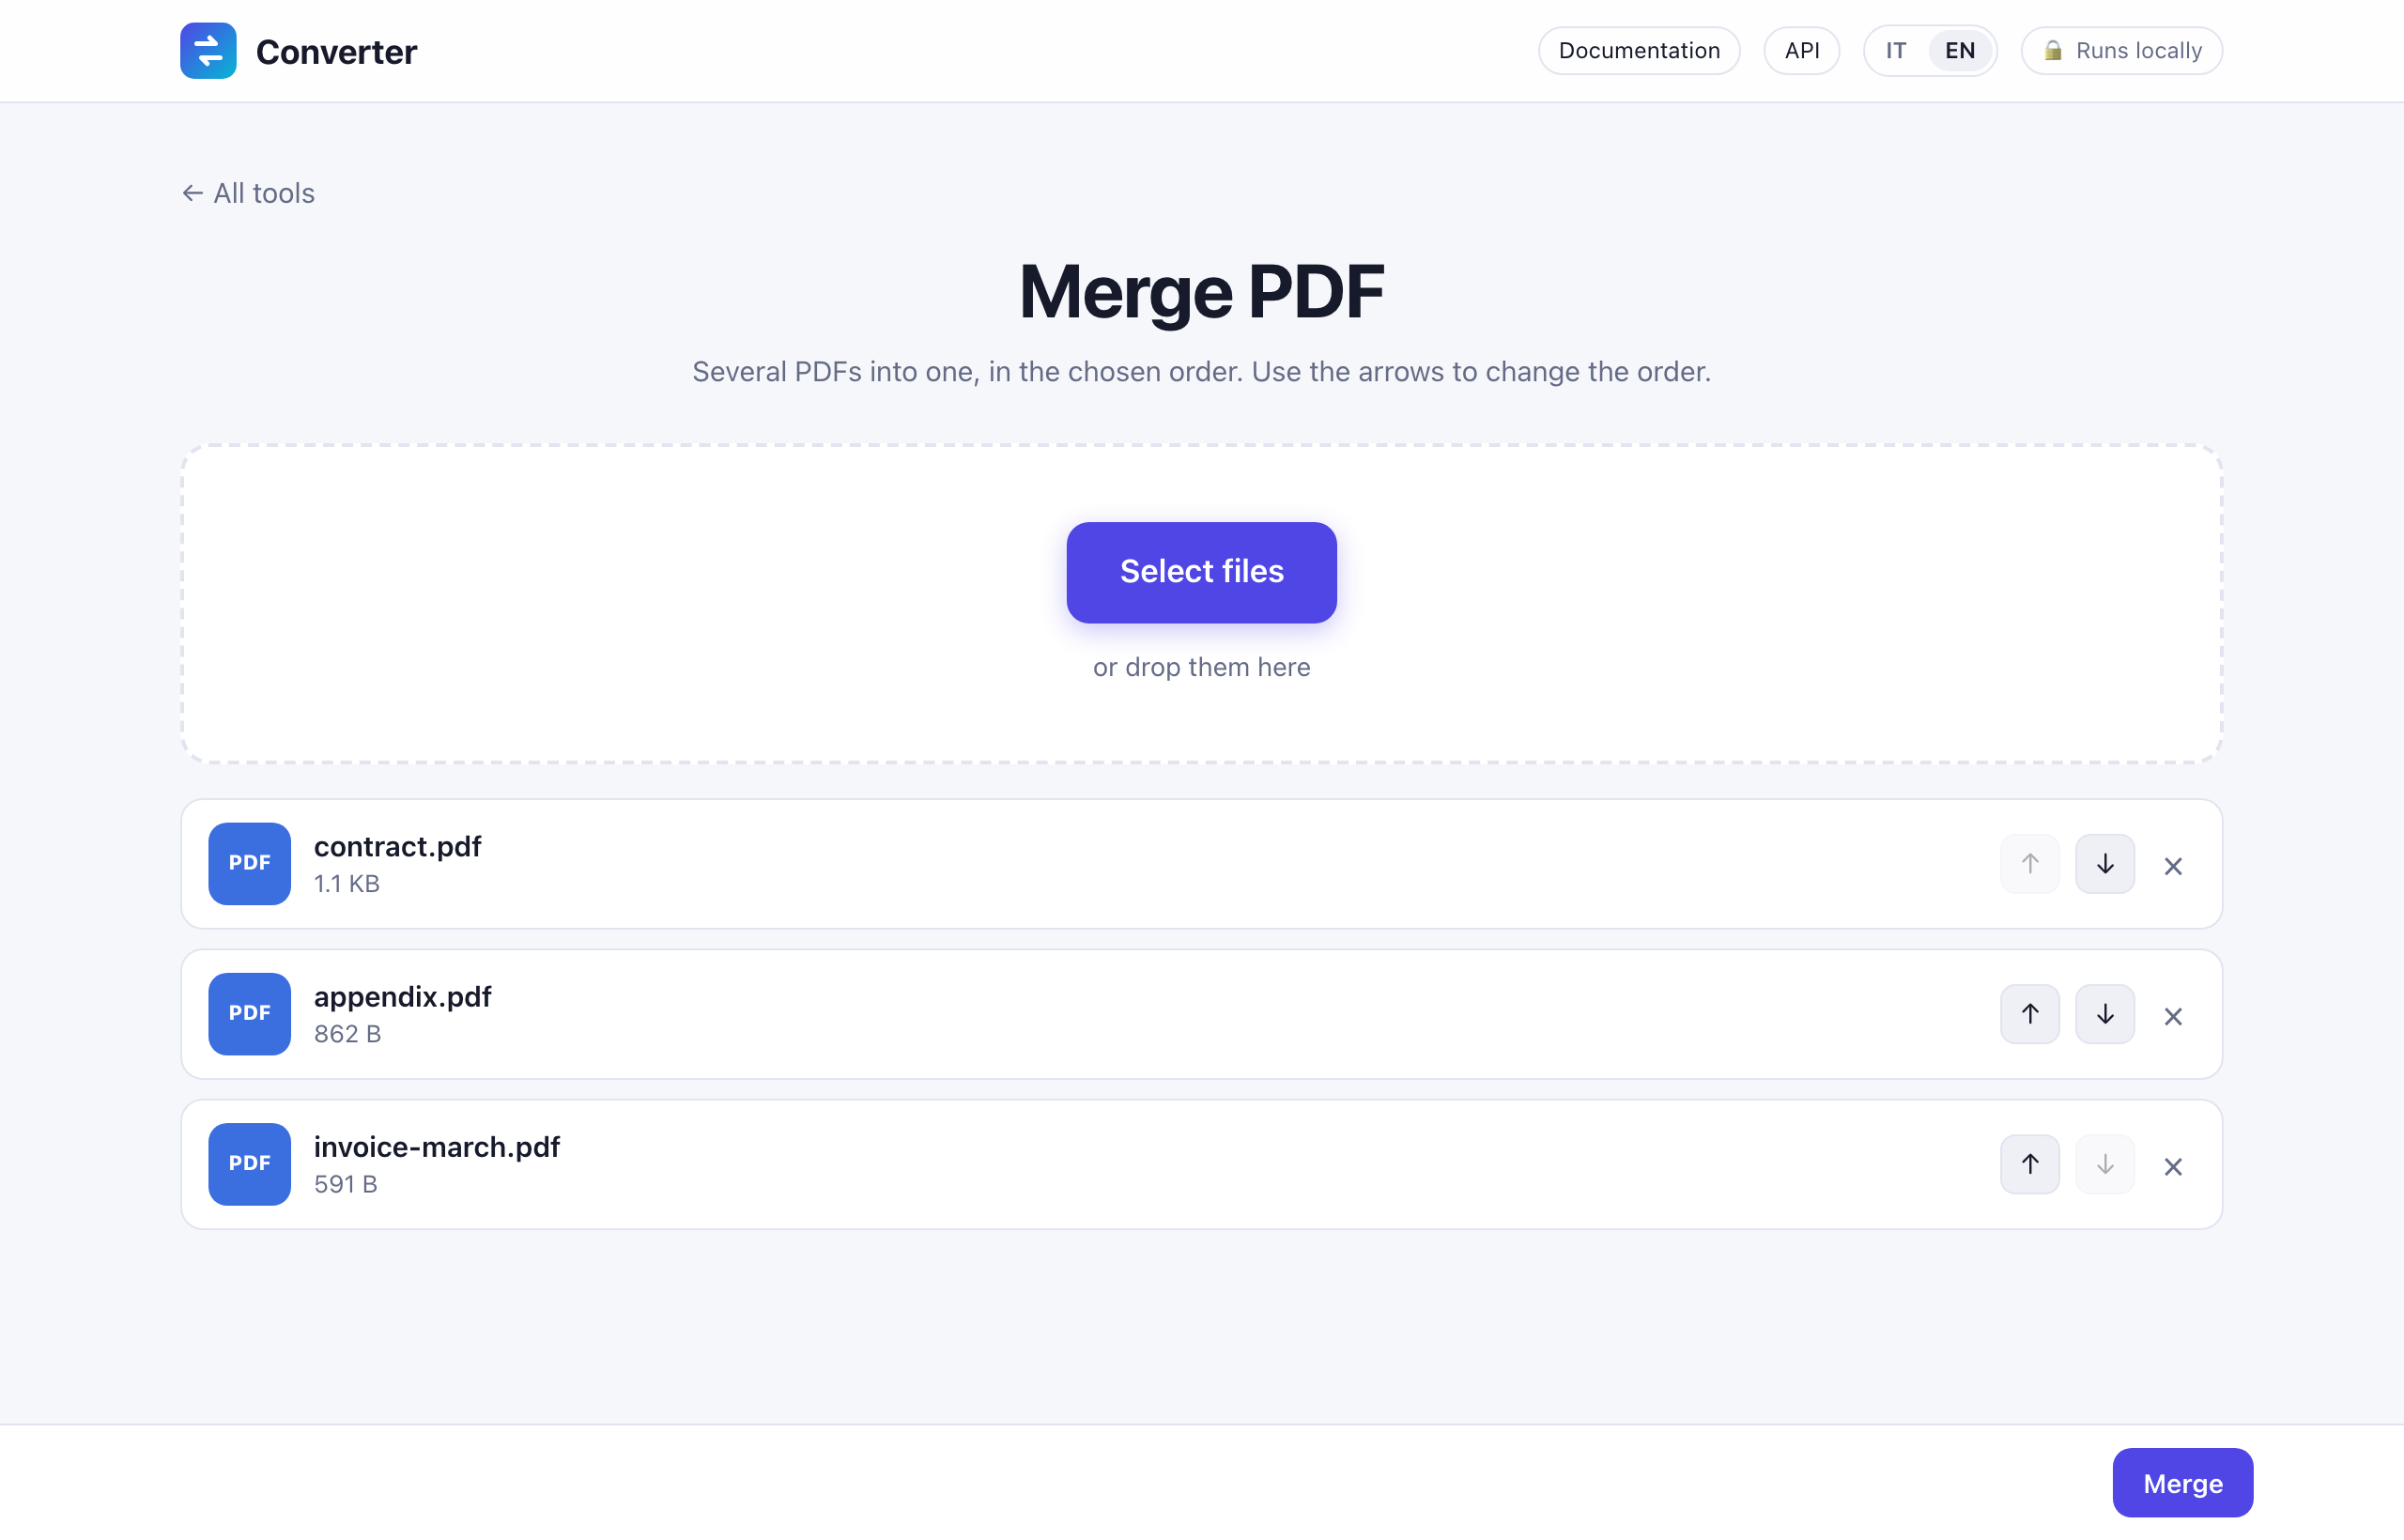 Converter
Documentation
API
IT
EN
Runs locally
← All tools
Merge PDF
Several PDFs into one, in the chosen order. Use the arrows to change the order.
Select files
or drop them here
PDF
contract.pdf
1.1 KB
PDF
appendix.pdf
862 B
PDF
invoice-march.pdf
591 B
Merge